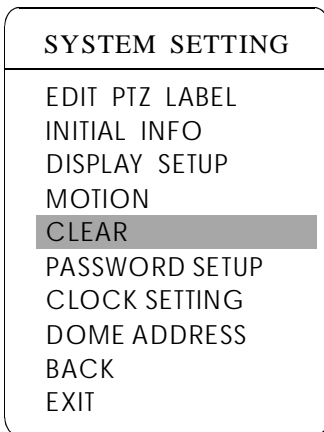 SYSTEM SETTING
EDIT PTZ LABEL
INITIAL INFO
DISPLAY SETUP
MOTION
CLEAR
PASSWORD SETUP
CLOCK SETTING
DOME ADDRESS
BACK
EXIT